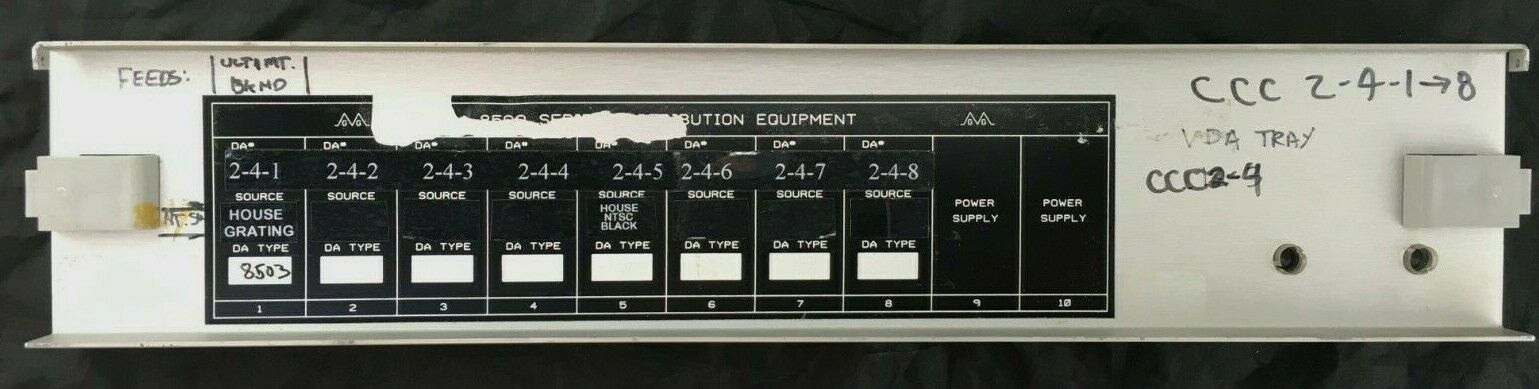 FEEDS:
ULTIMT.
BKND
CCC 2-4-1→8
VDA TRAY
CCC2-4
GVG 8500 DISTRIBUTION EQUIPMENT GVG
DA# DA# DA# DA# DA# DA# DA# DA#
2-4-1 2-4-2 2-4-3 2-4-4 2-4-5 2-4-6 2-4-7 2-4-8
SOURCE SOURCE SOURCE SOURCE SOURCE SOURCE SOURCE SOURCE
HOUSE
GRATING
HOUSE
NTSC
BLACK
POWER
SUPPLY
POWER
SUPPLY
DA TYPE DA TYPE DA TYPE DA TYPE DA TYPE DA TYPE DA TYPE DA TYPE
8503
1 2 3 4 5 6 7 8 9 10